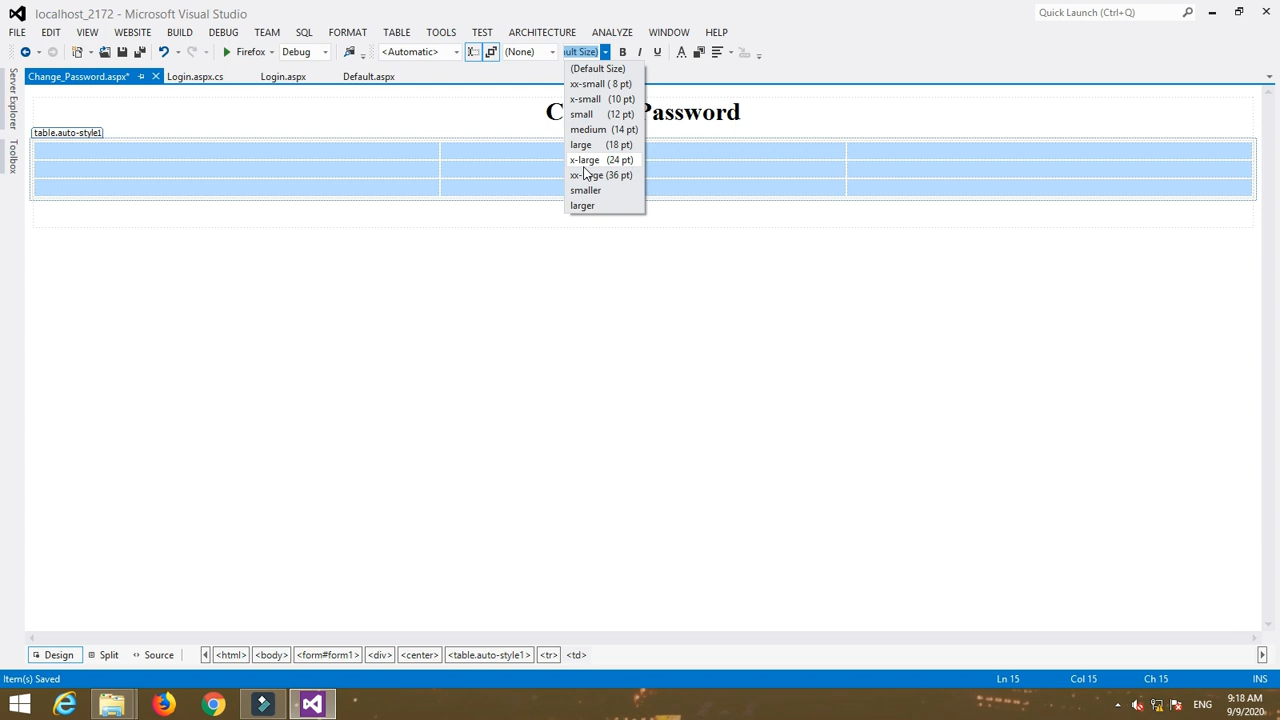 localhost_2172 - Microsoft Visual Studio
Quick Launch (Ctrl+Q)
FILE EDIT VIEW WEBSITE BUILD DEBUG TEAM SQL FORMAT TABLE TOOLS TEST ARCHITECTURE ANALYZE WINDOW HELP
Firefox Debug <Automatic> (None) ult Size) B I U A
Change_Password.aspx* Login.aspx.cs Login.aspx Default.aspx
Server Explorer
Toolbox
(Default Size)
xx-small ( 8 pt)
x-small (10 pt)
small (12 pt)
medium (14 pt)
large (18 pt)
x-large (24 pt)
(36 pt)
smaller
larger
Password
table.auto-style1
Design Split Source <html> <body> <form#form1> <div> <center> <table.auto-style1> <tr> <td>
Item(s) Saved Ln 15 Col 15 Ch 15 INS
ENG
9:18 AM
9/9/2020